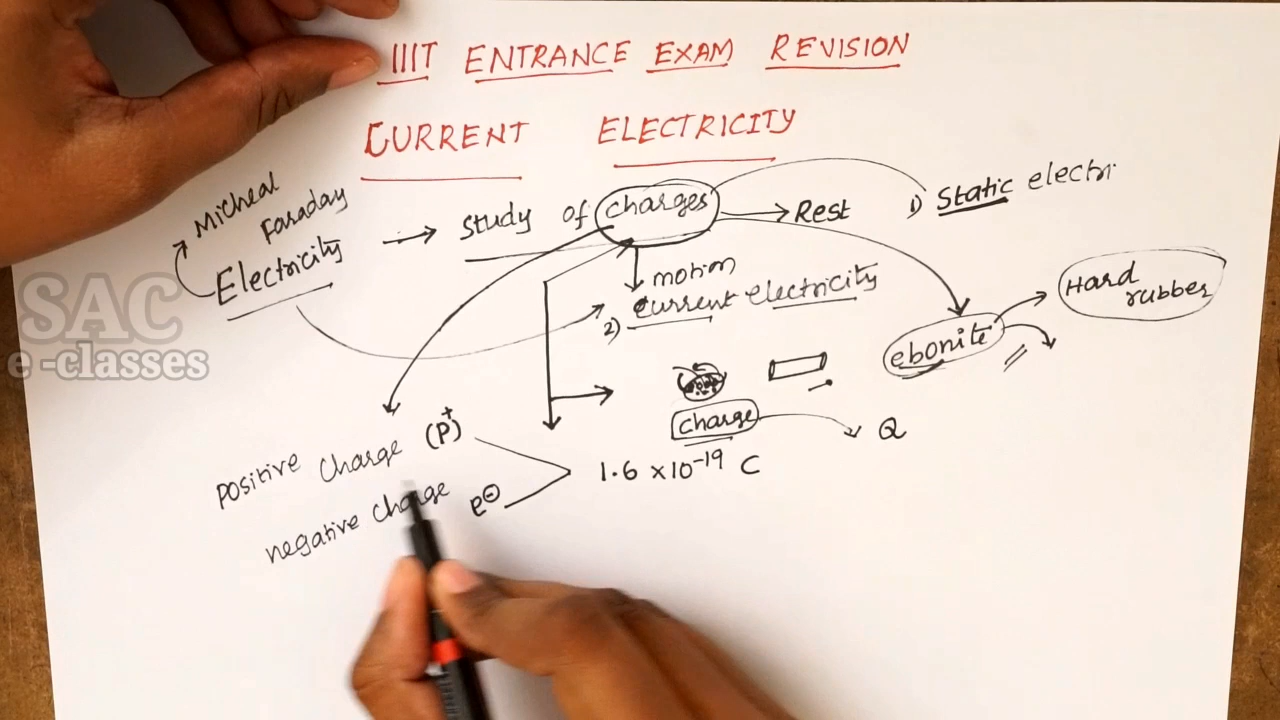 IIIT ENTRANCE EXAM REVISION
CURRENT ELECTRICITY
Micheal
Faraday
Electricity → study of charges → Rest
1) Static electri
motion
2) Current electricity
ebonite
Hard
rubber
SAC
e-classes
charge
Q
positive charge (P+)
negative charge e⊖
1.6 ×10⁻¹⁹ C